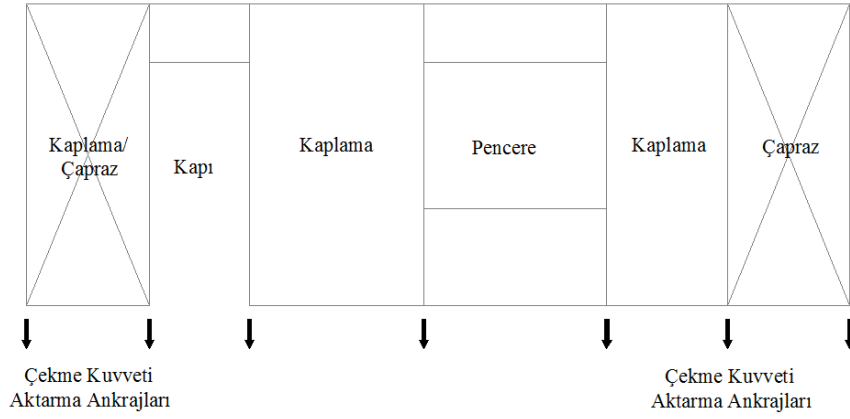 Kaplama/
Çapraz
Kapı
Kaplama
Pencere
Kaplama
Çapraz
Çekme Kuvveti
Aktarma Ankrajları
Çekme Kuvveti
Aktarma Ankrajları